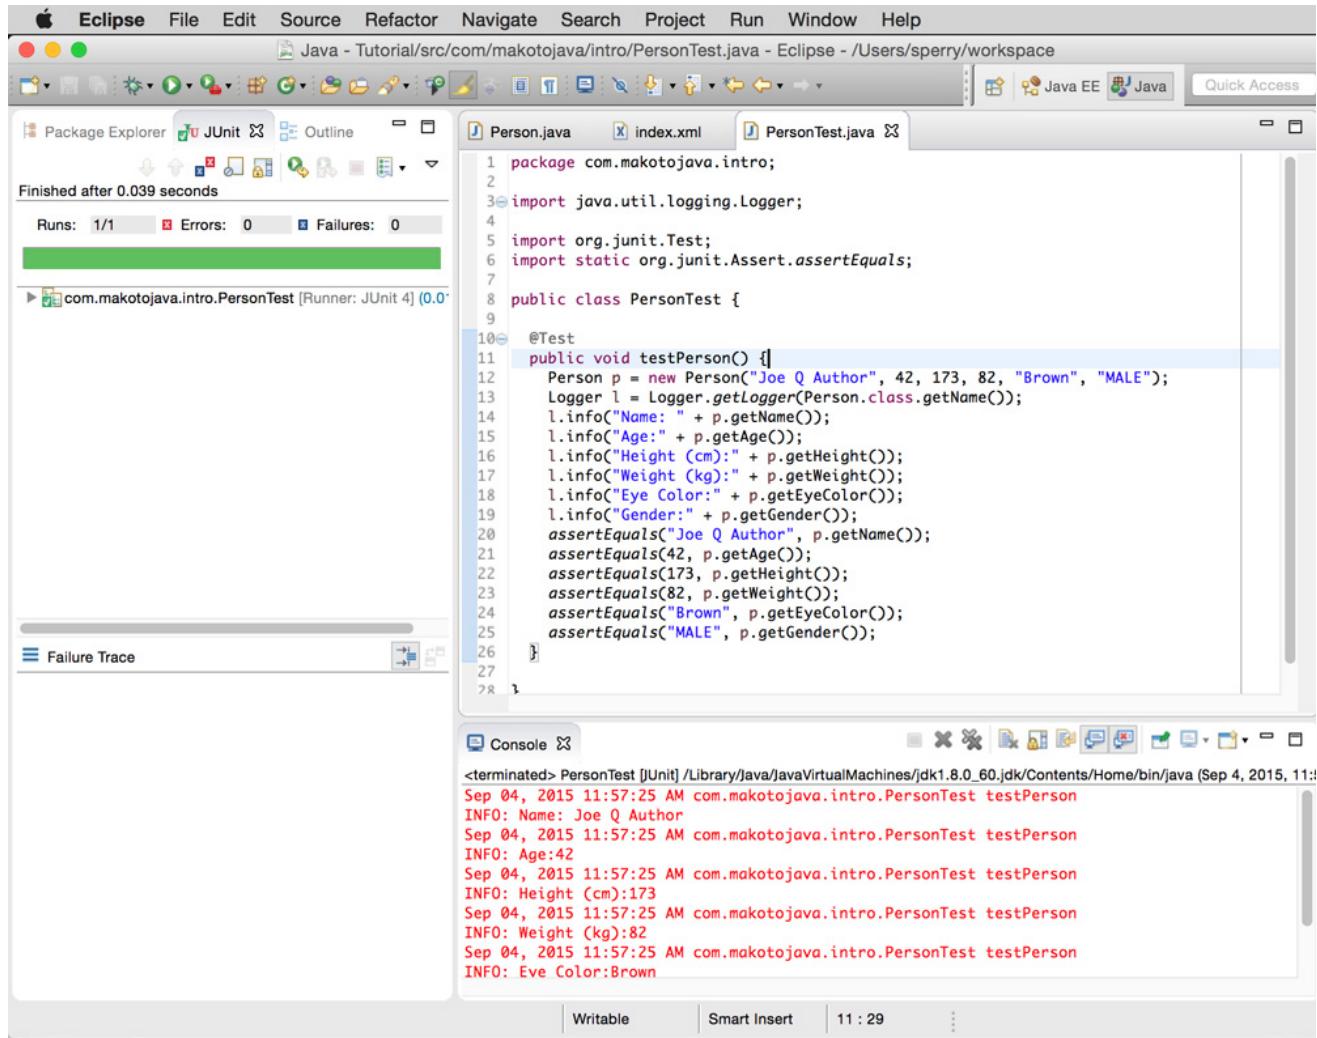 Eclipse File Edit Source Refactor Navigate Search Project Run Window Help
Java - Tutorial/src/com/makotojava/intro/PersonTest.java - Eclipse - /Users/sperry/workspace
Java EE Java Quick Access
Package Explorer JUnit Outline
Finished after 0.039 seconds
Runs: 1/1 Errors: 0 Failures: 0
com.makotojava.intro.PersonTest [Runner: JUnit 4] (0.0
Failure Trace
Person.java index.xml PersonTest.java
1 package com.makotojava.intro;
2
3 import java.util.logging.Logger;
4
5 import org.junit.Test;
6 import static org.junit.Assert.assertEquals;
7
8 public class PersonTest {
9
10 @Test
11 public void testPerson() {
12 Person p = new Person("Joe Q Author", 42, 173, 82, "Brown", "MALE");
13 Logger l = Logger.getLogger(Person.class.getName());
14 l.info("Name: " + p.getName());
15 l.info("Age:" + p.getAge());
16 l.info("Height (cm):" + p.getHeight());
17 l.info("Weight (kg):" + p.getWeight());
18 l.info("Eye Color:" + p.getEyeColor());
19 l.info("Gender:" + p.getGender());
20 assertEquals("Joe Q Author", p.getName());
21 assertEquals(42, p.getAge());
22 assertEquals(173, p.getHeight());
23 assertEquals(82, p.getWeight());
24 assertEquals("Brown", p.getEyeColor());
25 assertEquals("MALE", p.getGender());
26 }
27
28 }
Console
<terminated> PersonTest [JUnit] /Library/Java/JavaVirtualMachines/jdk1.8.0_60.jdk/Contents/Home/bin/java (Sep 4, 2015, 11:
Sep 04, 2015 11:57:25 AM com.makotojava.intro.PersonTest testPerson
INFO: Name: Joe Q Author
Sep 04, 2015 11:57:25 AM com.makotojava.intro.PersonTest testPerson
INFO: Age:42
Sep 04, 2015 11:57:25 AM com.makotojava.intro.PersonTest testPerson
INFO: Height (cm):173
Sep 04, 2015 11:57:25 AM com.makotojava.intro.PersonTest testPerson
INFO: Weight (kg):82
Sep 04, 2015 11:57:25 AM com.makotojava.intro.PersonTest testPerson
INFO: Eye Color:Brown
Writable Smart Insert 11 : 29